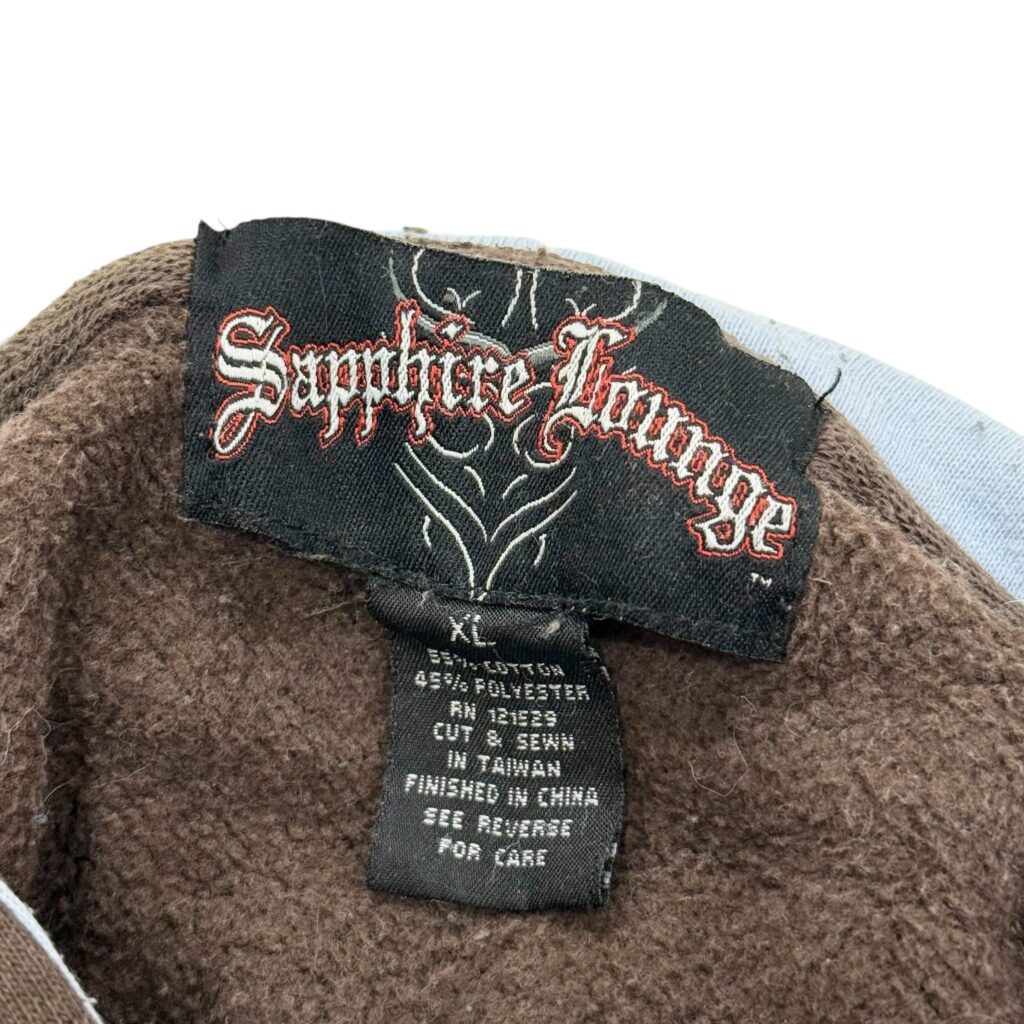 Sapphire Lounge
TM
XL
55% COTTON
45% POLYESTER
RN 121529
CUT & SEWN
IN TAIWAN
FINISHED IN CHINA
SEE REVERSE
FOR CARE